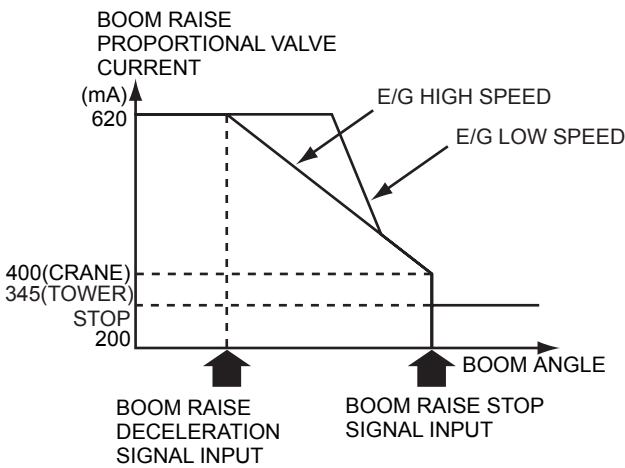 BOOM RAISE
PROPORTIONAL VALVE
CURRENT
(mA)
620
E/G HIGH SPEED
E/G LOW SPEED
400(CRANE)
345(TOWER)
STOP
200
BOOM ANGLE
BOOM RAISE
DECELERATION
SIGNAL INPUT
BOOM RAISE STOP
SIGNAL INPUT